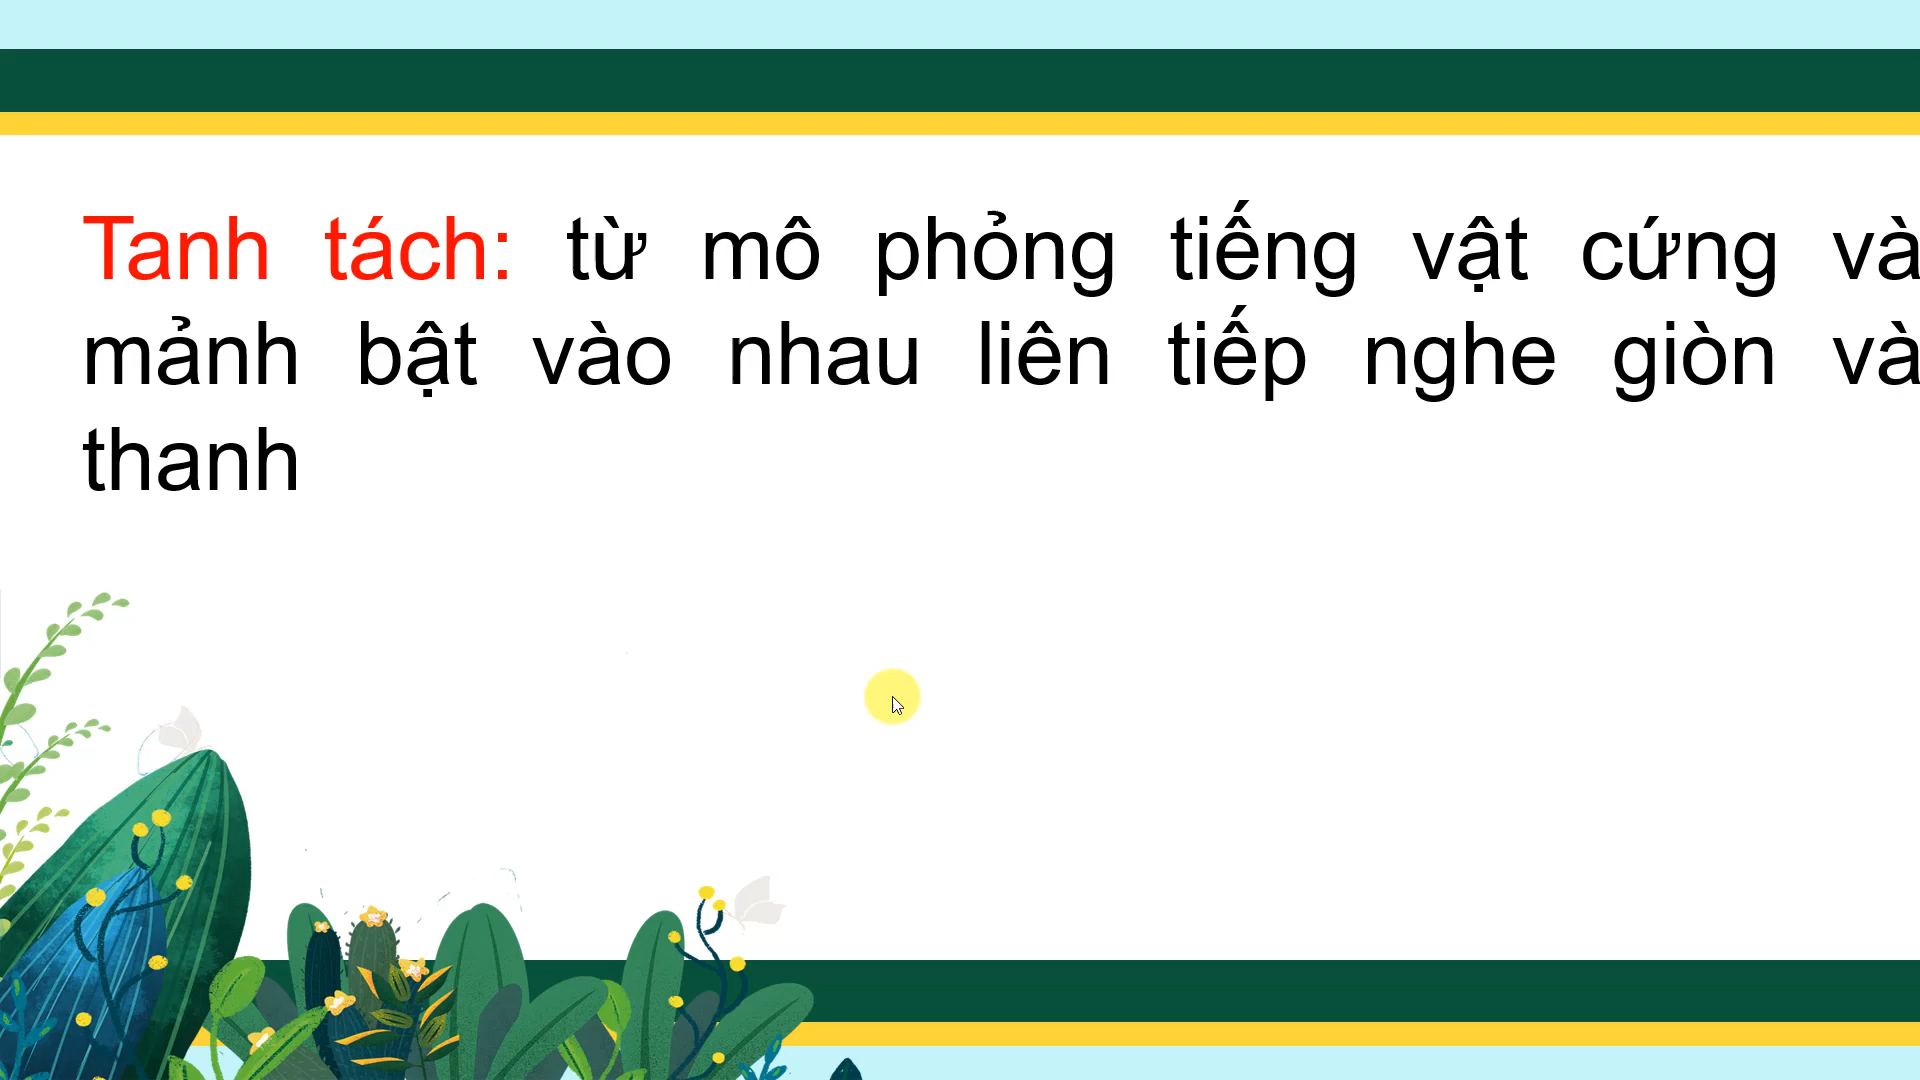 Tanh tách: từ mô phỏng tiếng vật cứng và
mảnh bật vào nhau liên tiếp nghe giòn và
thanh